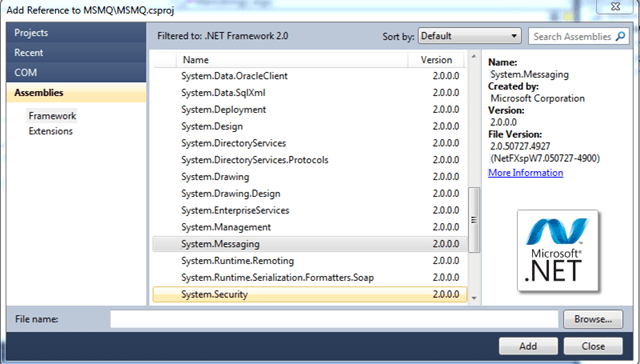 Add Reference to MSMQ\MSMQ.csproj
Projects
Recent
COM
Assemblies
Framework
Extensions
Filtered to: .NET Framework 2.0
Sort by: Default
Search Assemblies
Name Version
System.Data.OracleClient 2.0.0.0
System.Data.SqlXml 2.0.0.0
System.Deployment 2.0.0.0
System.Design 2.0.0.0
System.DirectoryServices 2.0.0.0
System.DirectoryServices.Protocols 2.0.0.0
System.Drawing 2.0.0.0
System.Drawing.Design 2.0.0.0
System.EnterpriseServices 2.0.0.0
System.Management 2.0.0.0
System.Messaging 2.0.0.0
System.Runtime.Remoting 2.0.0.0
System.Runtime.Serialization.Formatters.Soap 2.0.0.0
System.Security 2.0.0.0
Name:
System.Messaging
Created by:
Microsoft Corporation
Version:
2.0.0.0
File Version:
2.0.50727.4927
(NetFXspW7.050727-4900)
More Information
Microsoft®
.NET
File name:
Browse...
Add
Close